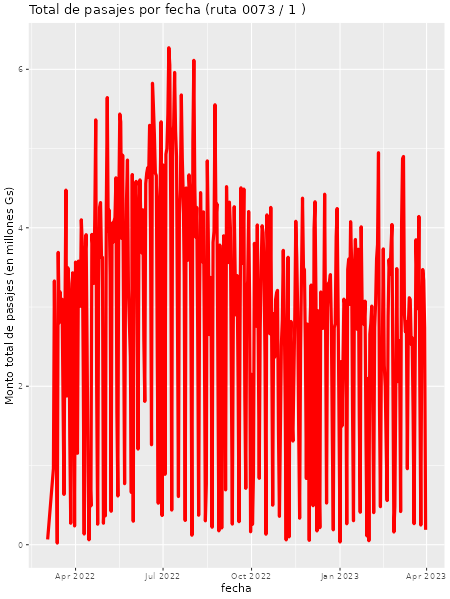 Total de pasajes por fecha (ruta 0073 / 1 )
Monto total de pasajes (en millones Gs)
6
4
2
0
Apr 2022
Jul 2022
Oct 2022
Jan 2023
Apr 2023
fecha